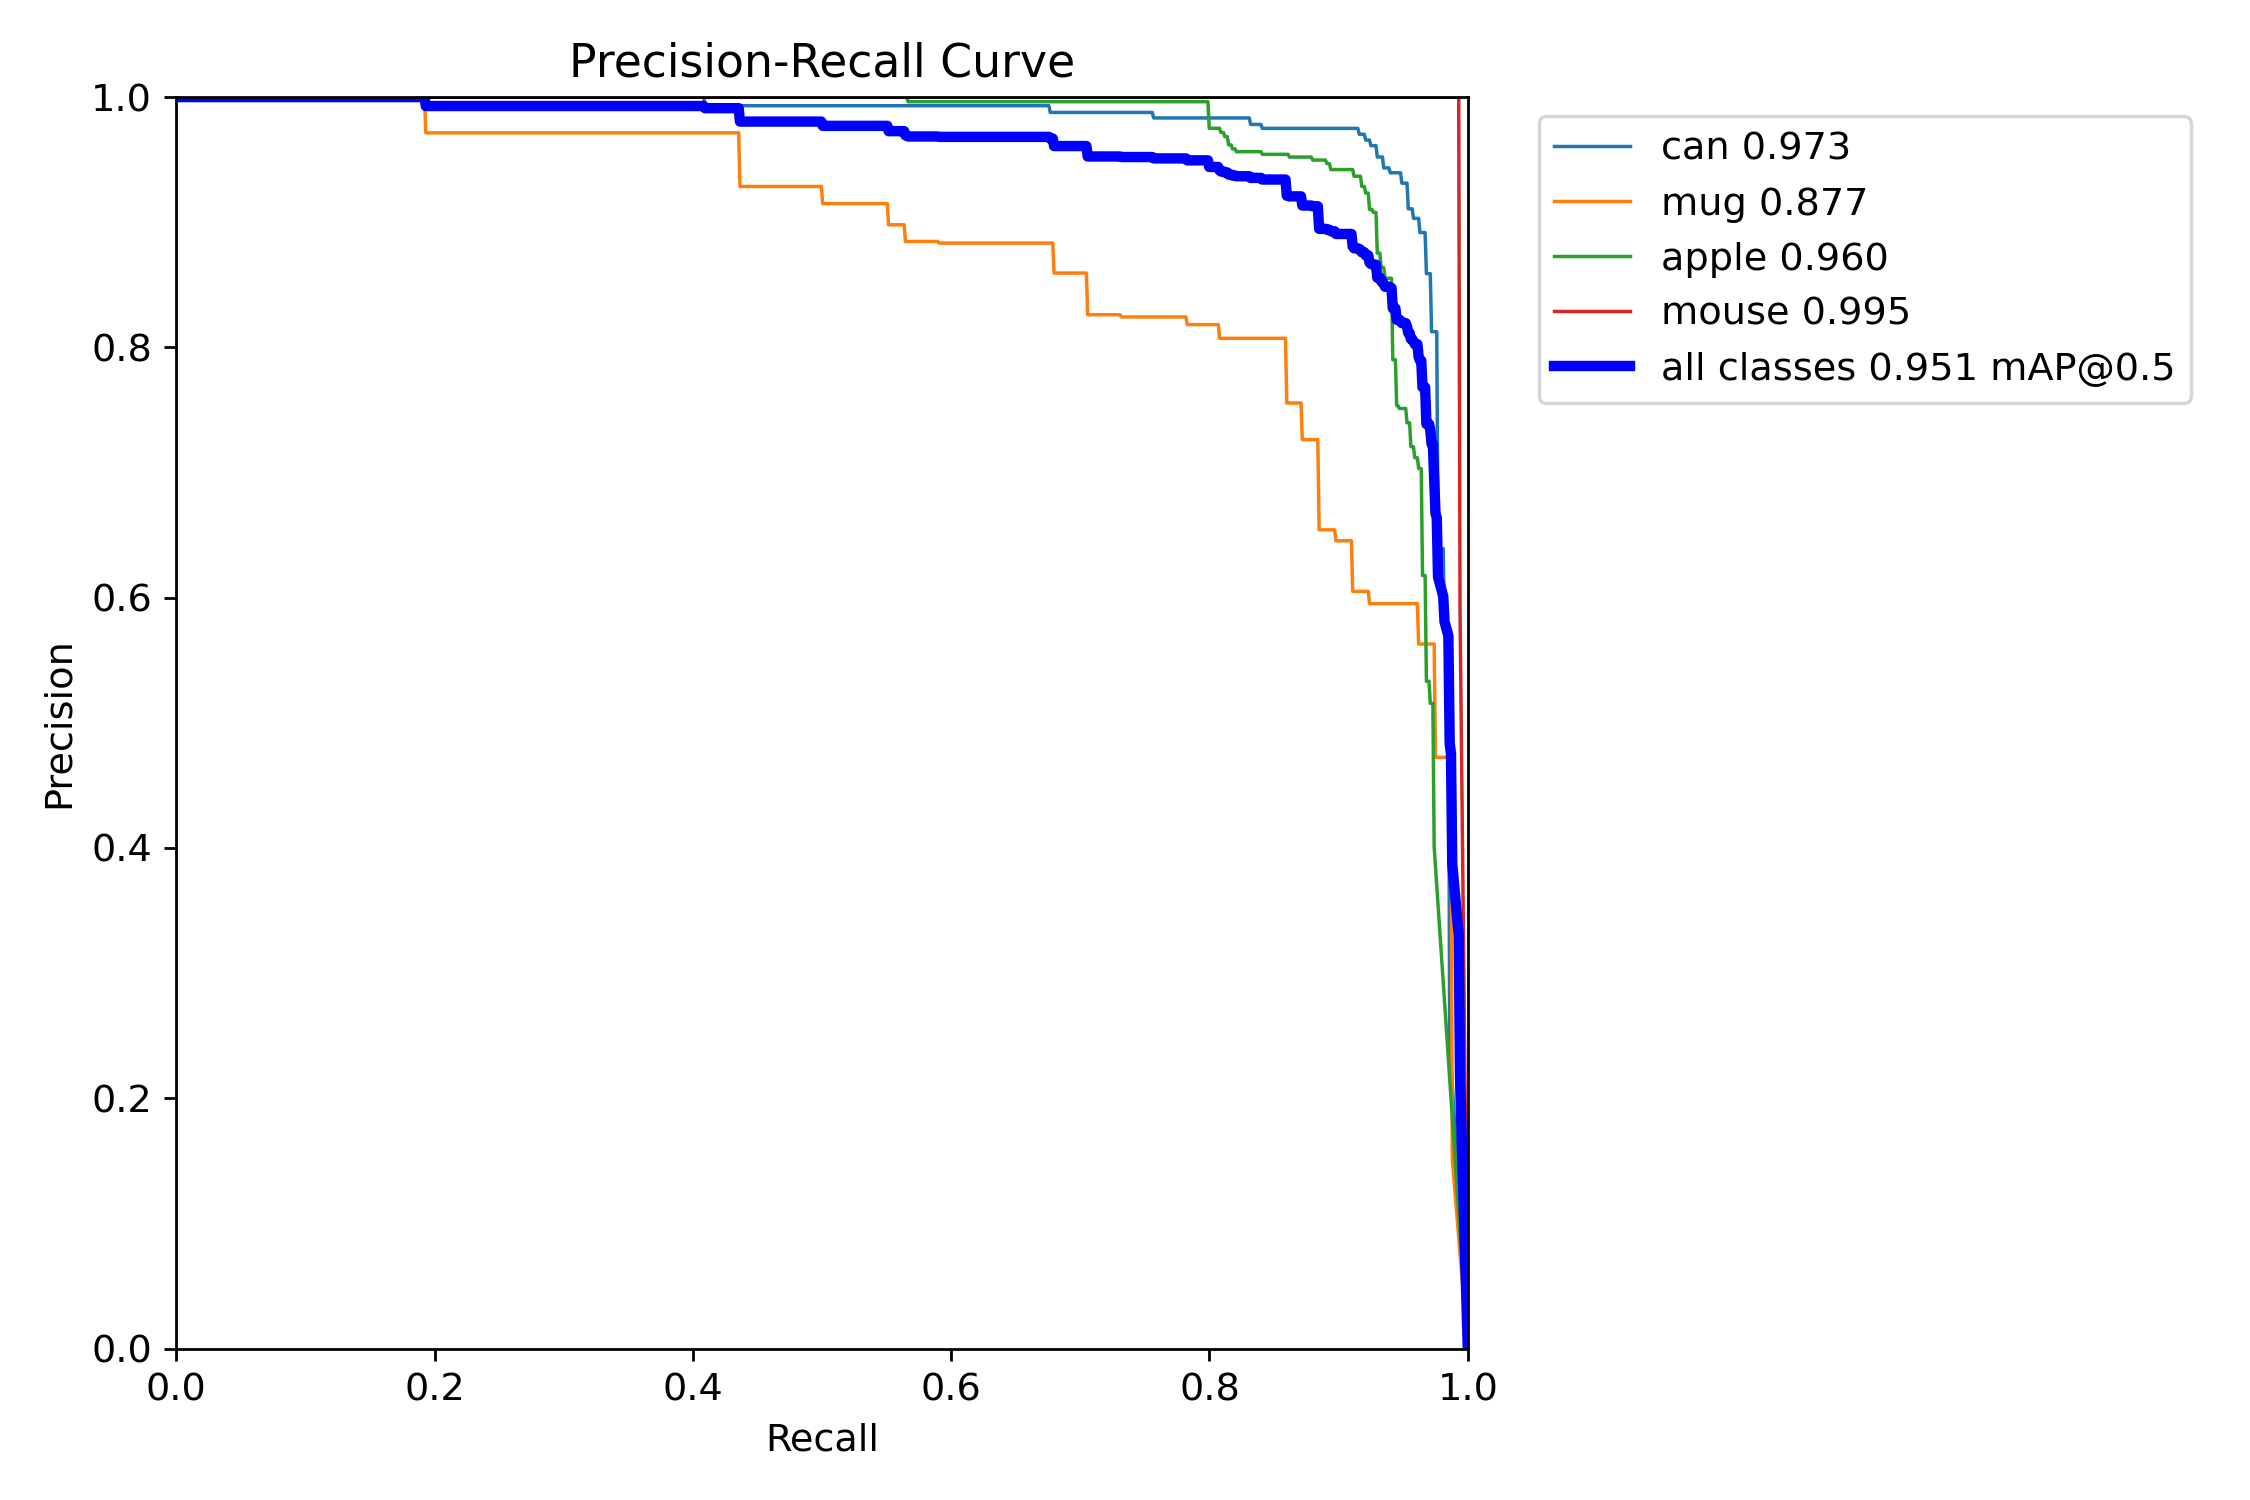 Precision-Recall Curve
1.0
0.8
0.6
0.4
0.2
0.0
Precision
0.0 0.2 0.4 0.6 0.8 1.0
Recall
can 0.973
mug 0.877
apple 0.960
mouse 0.995
all classes 0.951 mAP@0.5